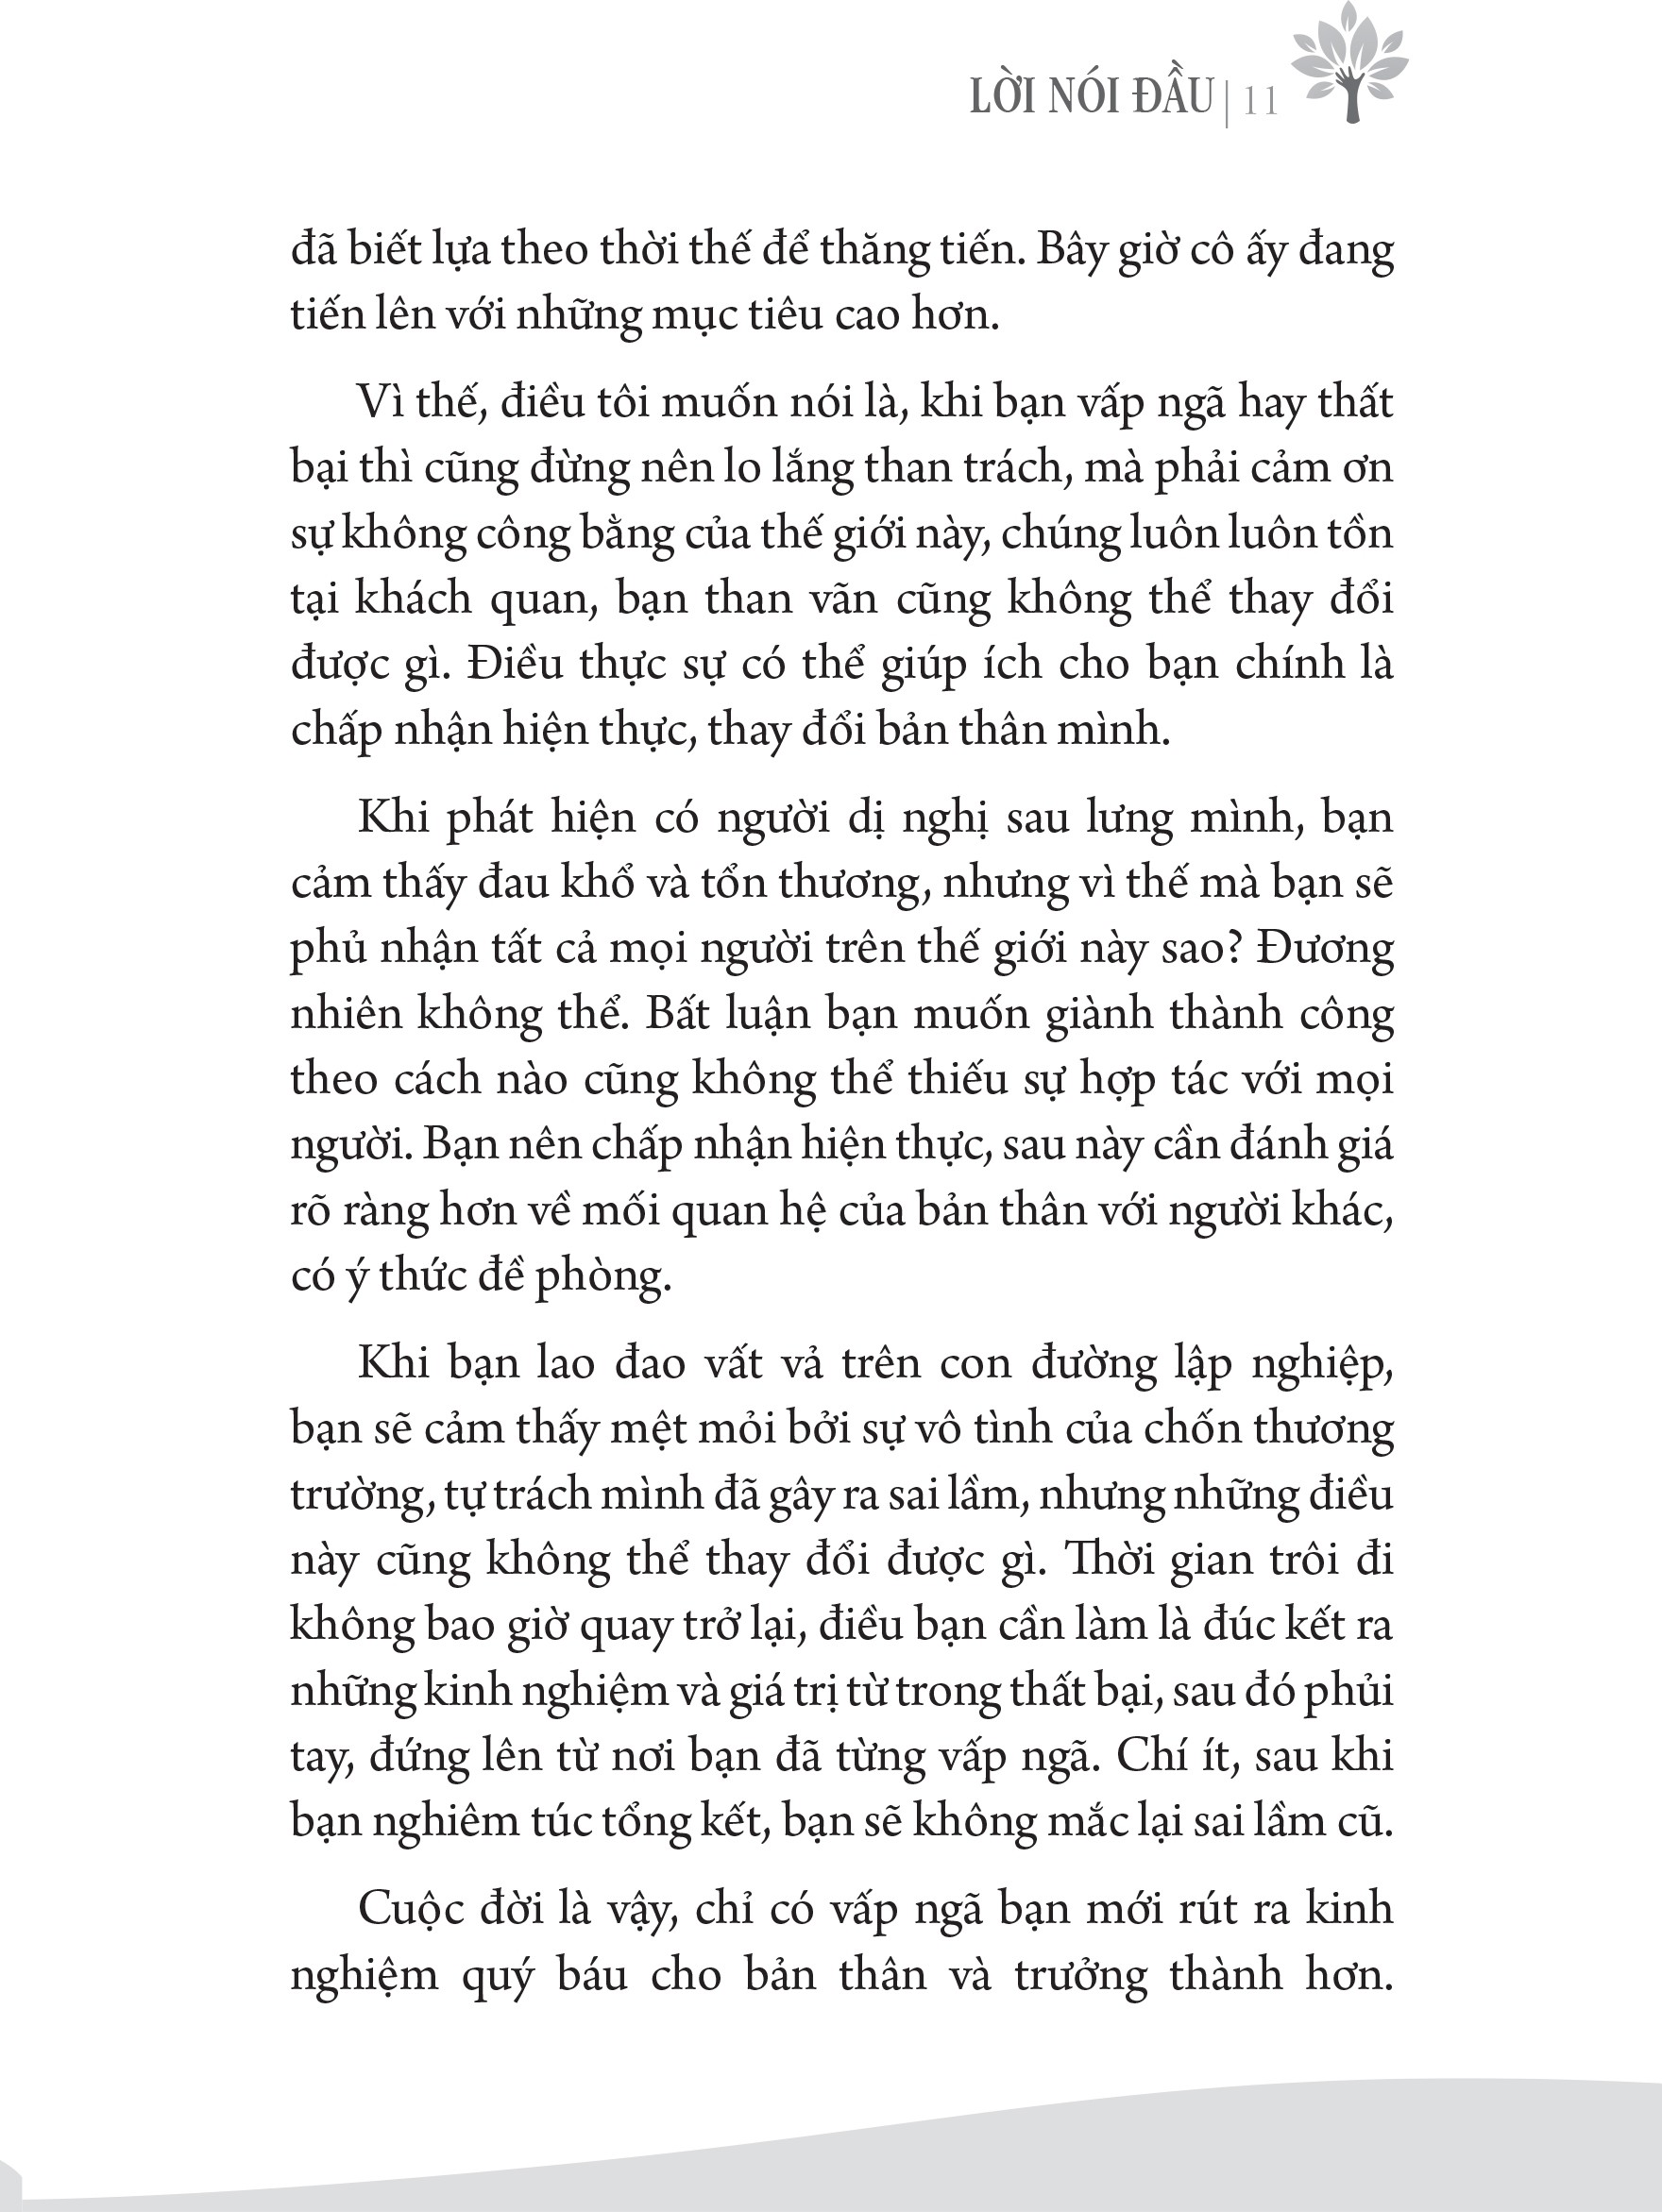 LỜI NÓI ĐẦU | 11
đã biết lựa theo thời thế để thăng tiến. Bây giờ cô ấy đang
tiến lên với những mục tiêu cao hơn.
Vì thế, điều tôi muốn nói là, khi bạn vấp ngã hay thất
bại thì cũng đừng nên lo lắng than trách, mà phải cảm ơn
sự không công bằng của thế giới này, chúng luôn luôn tồn
tại khách quan, bạn than vãn cũng không thể thay đổi
được gì. Điều thực sự có thể giúp ích cho bạn chính là
chấp nhận hiện thực, thay đổi bản thân mình.
Khi phát hiện có người dị nghị sau lưng mình, bạn
cảm thấy đau khổ và tổn thương, nhưng vì thế mà bạn sẽ
phủ nhận tất cả mọi người trên thế giới này sao? Đương
nhiên không thể. Bất luận bạn muốn giành thành công
theo cách nào cũng không thể thiếu sự hợp tác với mọi
người. Bạn nên chấp nhận hiện thực, sau này cần đánh giá
rõ ràng hơn về mối quan hệ của bản thân với người khác,
có ý thức đề phòng.
Khi bạn lao đao vất vả trên con đường lập nghiệp,
bạn sẽ cảm thấy mệt mỏi bởi sự vô tình của chốn thương
trường, tự trách mình đã gây ra sai lầm, nhưng những điều
này cũng không thể thay đổi được gì. Thời gian trôi đi
không bao giờ quay trở lại, điều bạn cần làm là đúc kết ra
những kinh nghiệm và giá trị từ trong thất bại, sau đó phủi
tay, đứng lên từ nơi bạn đã từng vấp ngã. Chí ít, sau khi
bạn nghiêm túc tổng kết, bạn sẽ không mắc lại sai lầm cũ.
Cuộc đời là vậy, chỉ có vấp ngã bạn mới rút ra kinh
nghiệm quý báu cho bản thân và trưởng thành hơn.